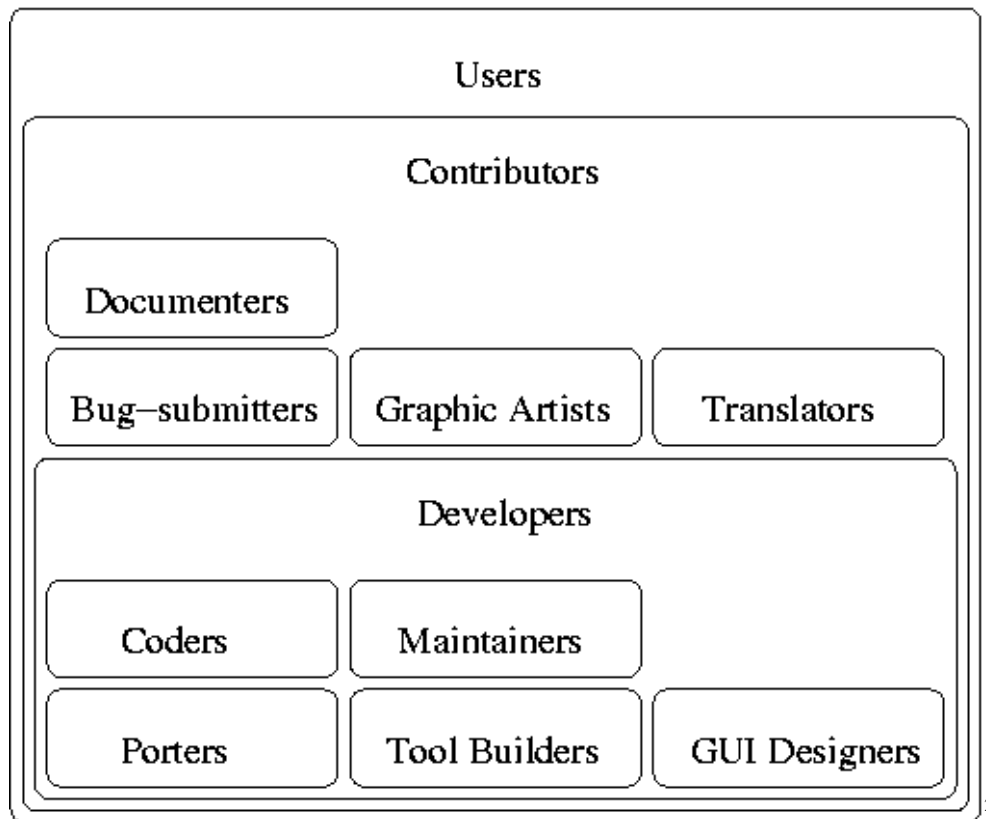 Users
Contributors
Documenters
Bug-submitters Graphic Artists Translators
Developers
Coders Maintainers
Porters Tool Builders GUI Designers